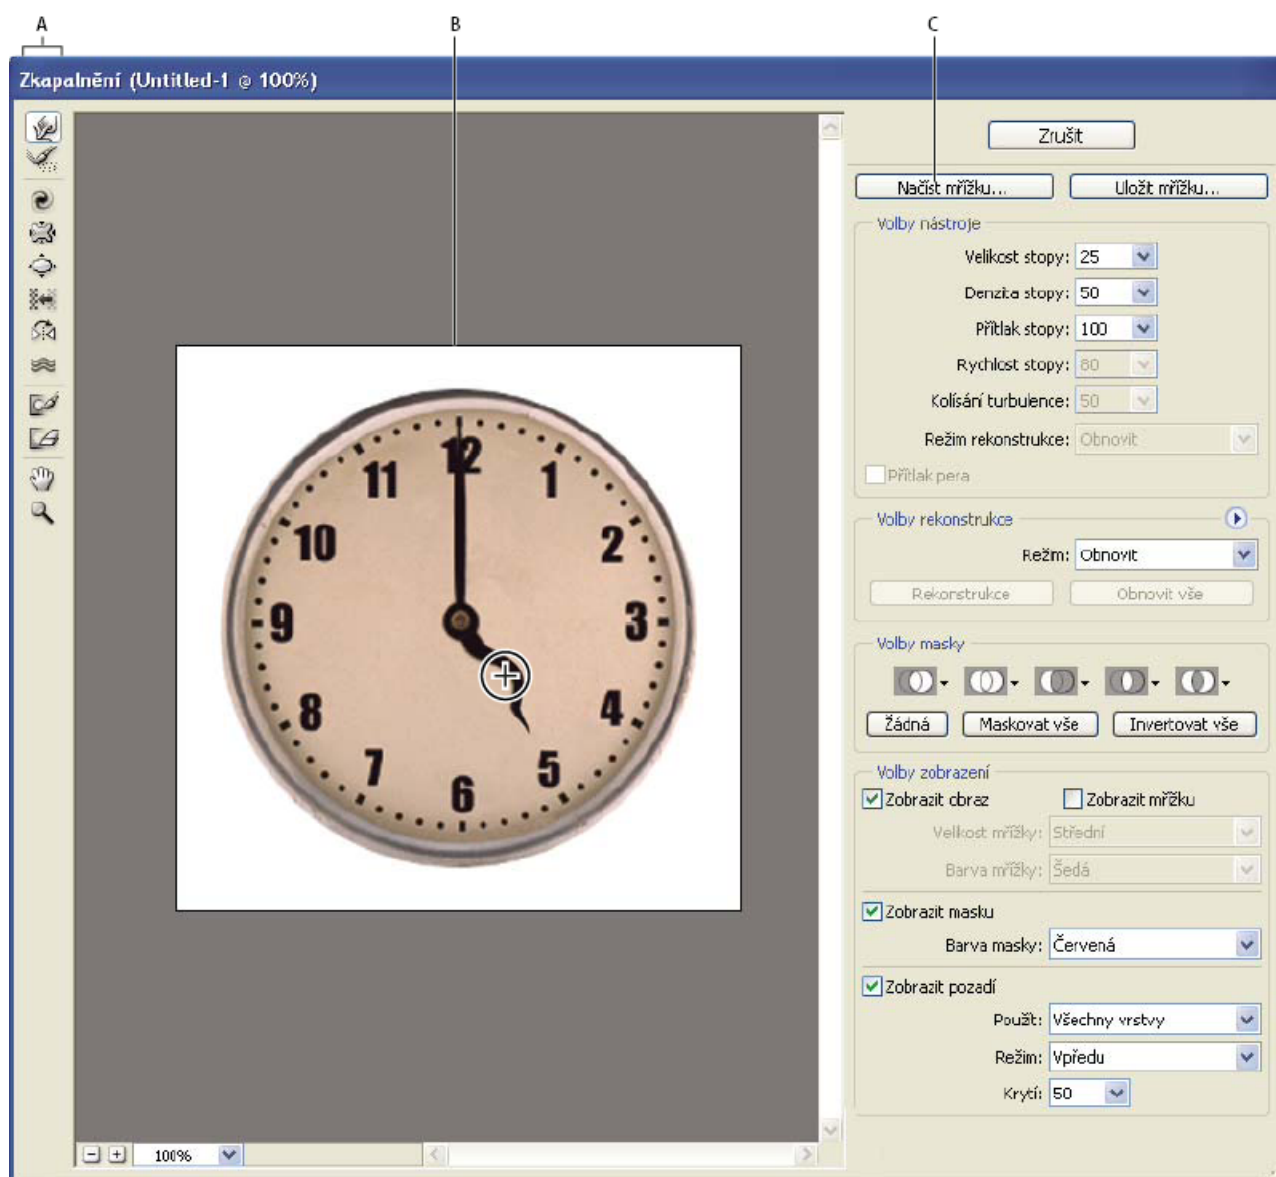 A B C
Zkapalnění (Untitled-1 @ 100%)
Zrušit
Načíst mřížku... Uložit mřížku...
Volby nástroje
Velikost stopy: 25
Denzita stopy: 50
Přítlak stopy: 100
Rychlost stopy: 80
Kolísání turbulence: 50
Režim rekonstrukce: Obnovit
Přítlak pera
Volby rekonstrukce
Režim: Obnovit
Rekonstrukce Obnovit vše
Volby masky
Žádná Maskovat vše Invertovat vše
Volby zobrazení
Zobrazit obraz Zobrazit mřížku
Velikost mřížky: Střední
Barva mřížky: Šedá
Zobrazit masku
Barva masky: Červená
Zobrazit pozadí
Použít: Všechny vrstvy
Režim: Vpředu
Krytí: 50
12
11 1
10 2
9 3
8 4
7 5
6
100%